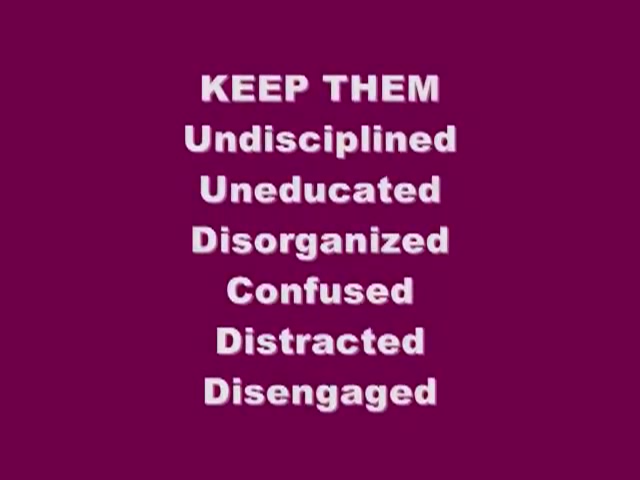 KEEP THEM
Undisciplined
Uneducated
Disorganized
Confused
Distracted
Disengaged